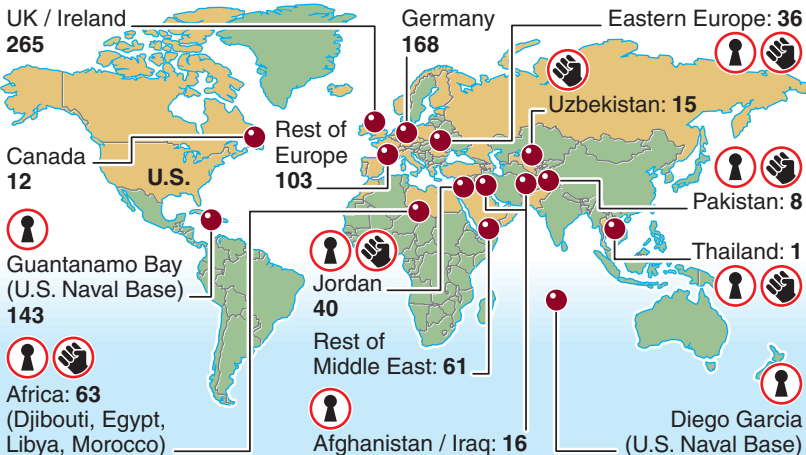 UK / Ireland
265
Germany
168
Eastern Europe: 36
Uzbekistan: 15
Rest of
Europe
103
Canada
12
U.S.
Pakistan: 8
Guantanamo Bay
(U.S. Naval Base)
143
Thailand: 1
Jordan
40
Rest of
Middle East: 61
Africa: 63
(Djibouti, Egypt,
Libya, Morocco)
Afghanistan / Iraq: 16
Diego Garcia
(U.S. Naval Base)